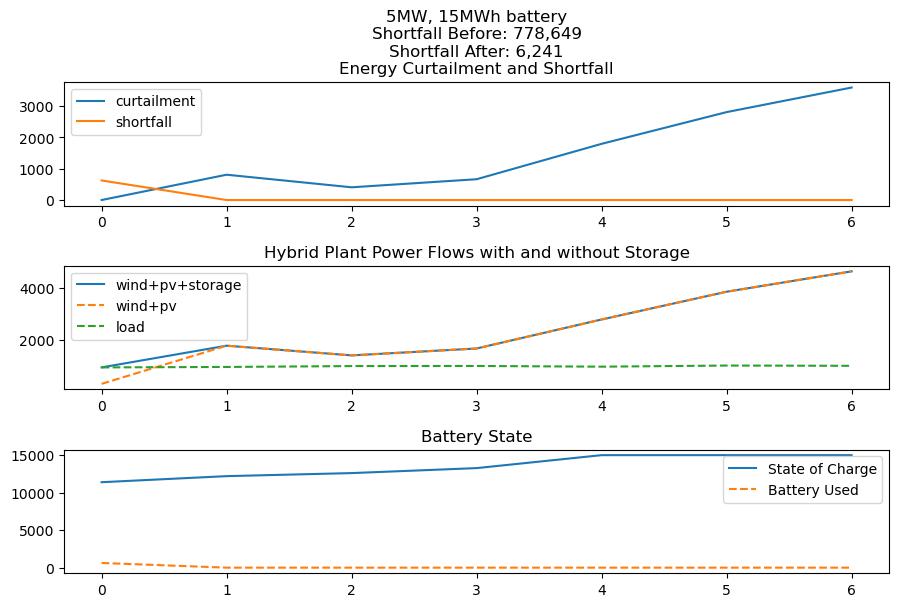 5MW, 15MWh battery
Shortfall Before: 778,649
Shortfall After: 6,241
Energy Curtailment and Shortfall
3000
2000
1000
0
curtailment
shortfall
0 1 2 3 4 5 6
Hybrid Plant Power Flows with and without Storage
4000
2000
wind+pv+storage
wind+pv
load
0 1 2 3 4 5 6
Battery State
15000
10000
5000
0
State of Charge
Battery Used
0 1 2 3 4 5 6